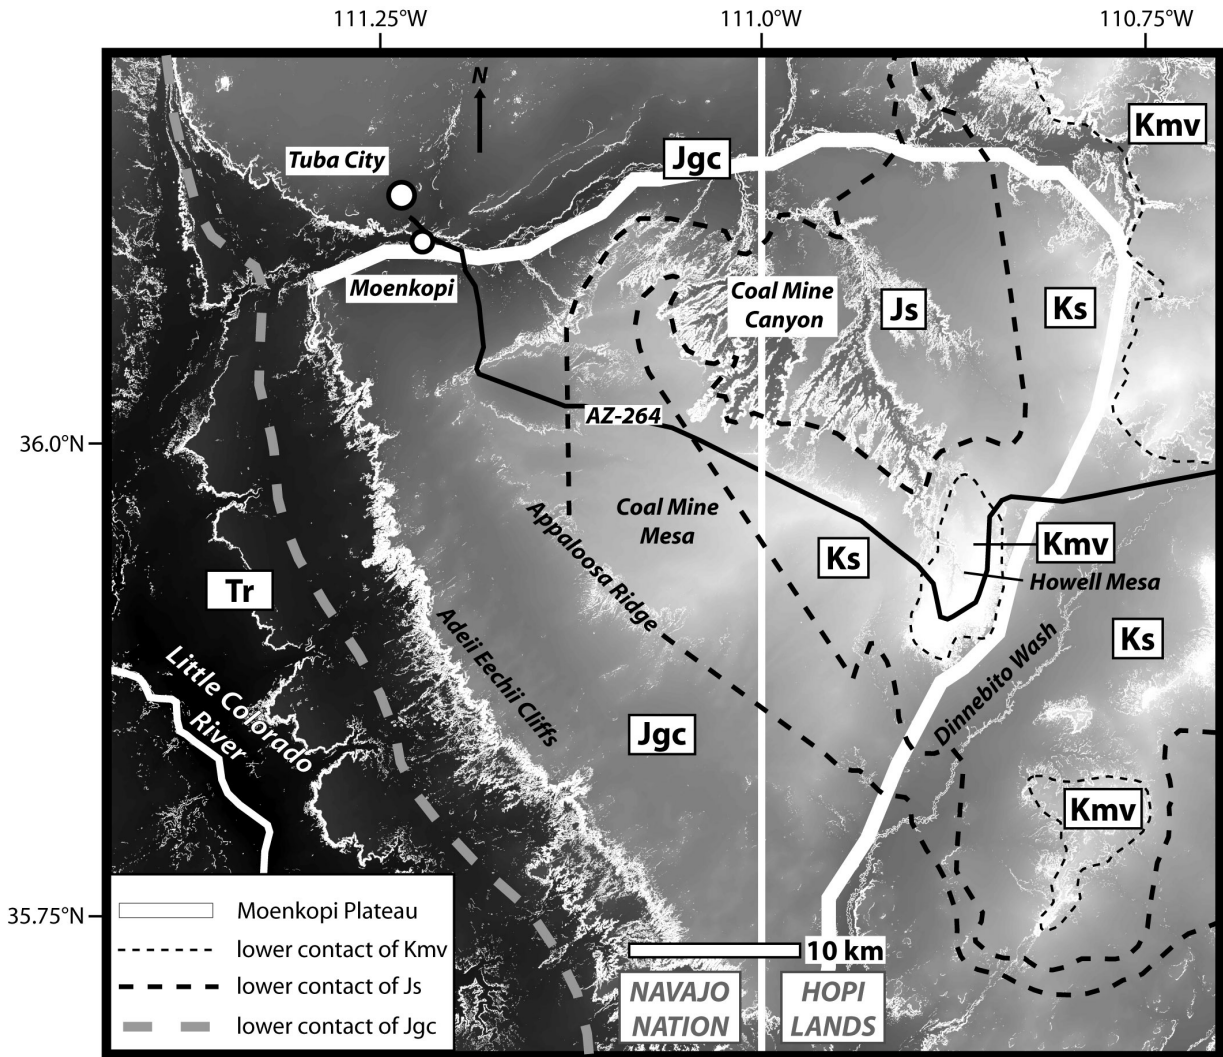 111.25°W
111.0°W
110.75°W
N
Kmv
Tuba City
Jgc
Moenkopi
Coal Mine
Canyon
Js
Ks
AZ-264
36.0°N
Coal Mine
Mesa
Appaloosa Ridge
Ks
Kmv
Howell Mesa
Tr
Adeii Eechii Cliffs
Ks
Little Colorado
River
Dinnebito Wash
Jgc
Kmv
35.75°N
Moenkopi Plateau
lower contact of Kmv
lower contact of Js
lower contact of Jgc
10 km
NAVAJO
NATION
HOPI
LANDS